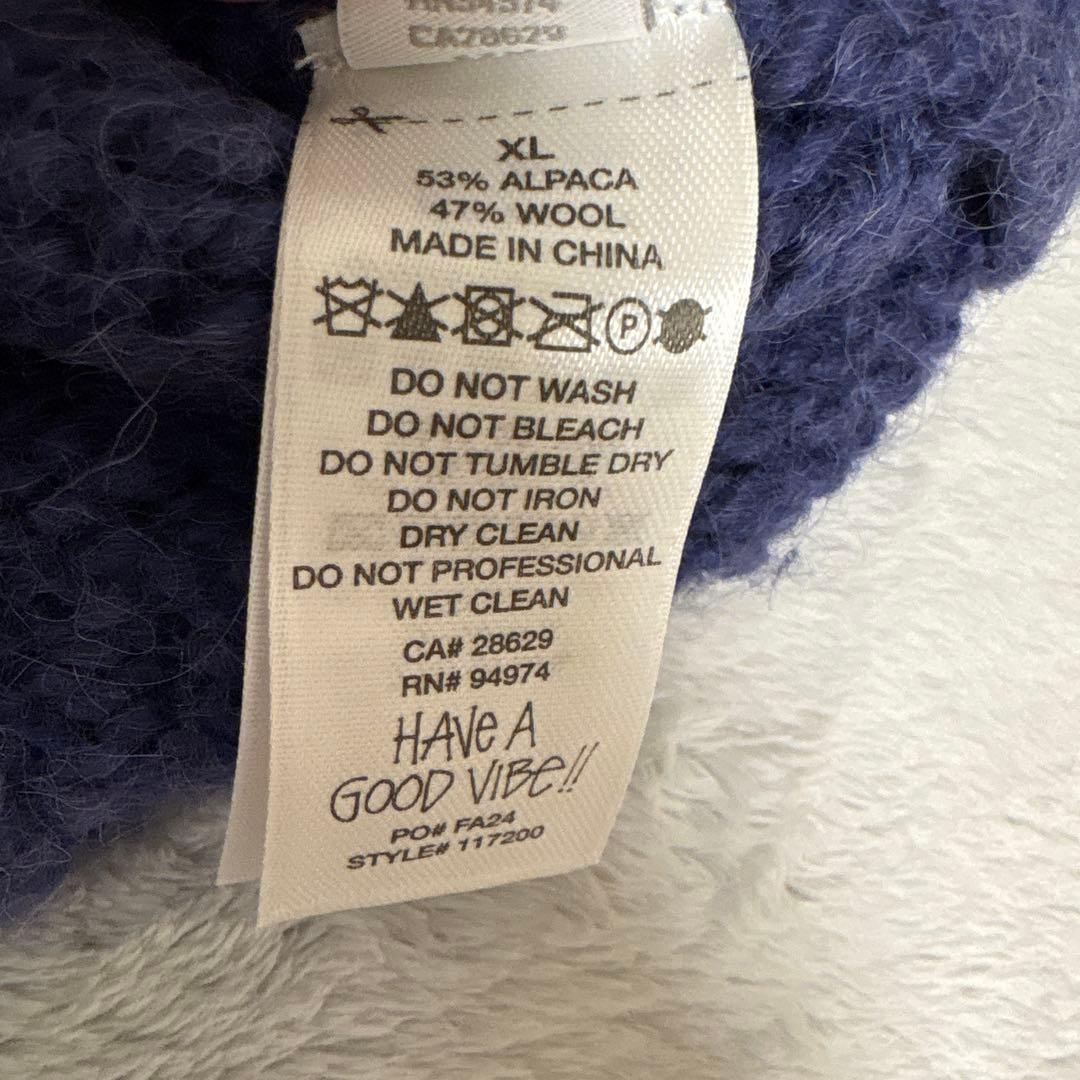 CA28629
XL
53% ALPACA
47% WOOL
MADE IN CHINA
P
DO NOT WASH
DO NOT BLEACH
DO NOT TUMBLE DRY
DO NOT IRON
DRY CLEAN
DO NOT PROFESSIONAL
WET CLEAN
CA# 28629
RN# 94974
HAVE A
GOOD VIBE!!
PO# FA24
STYLE# 117200